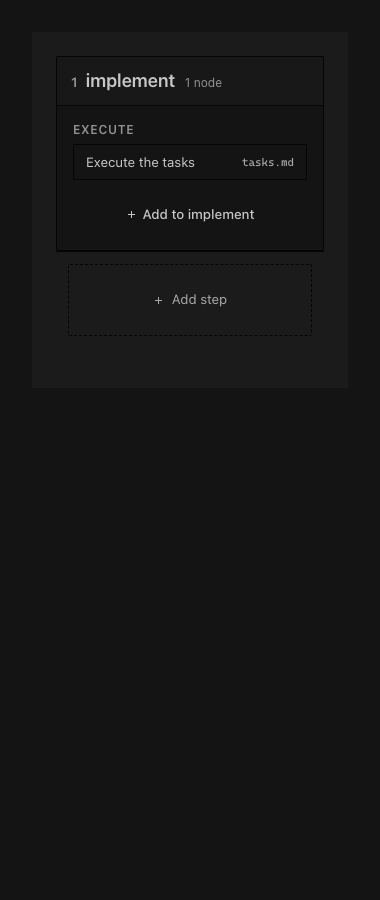 1 implement 1 node
EXECUTE
Execute the tasks tasks.md
+ Add to implement
+ Add step